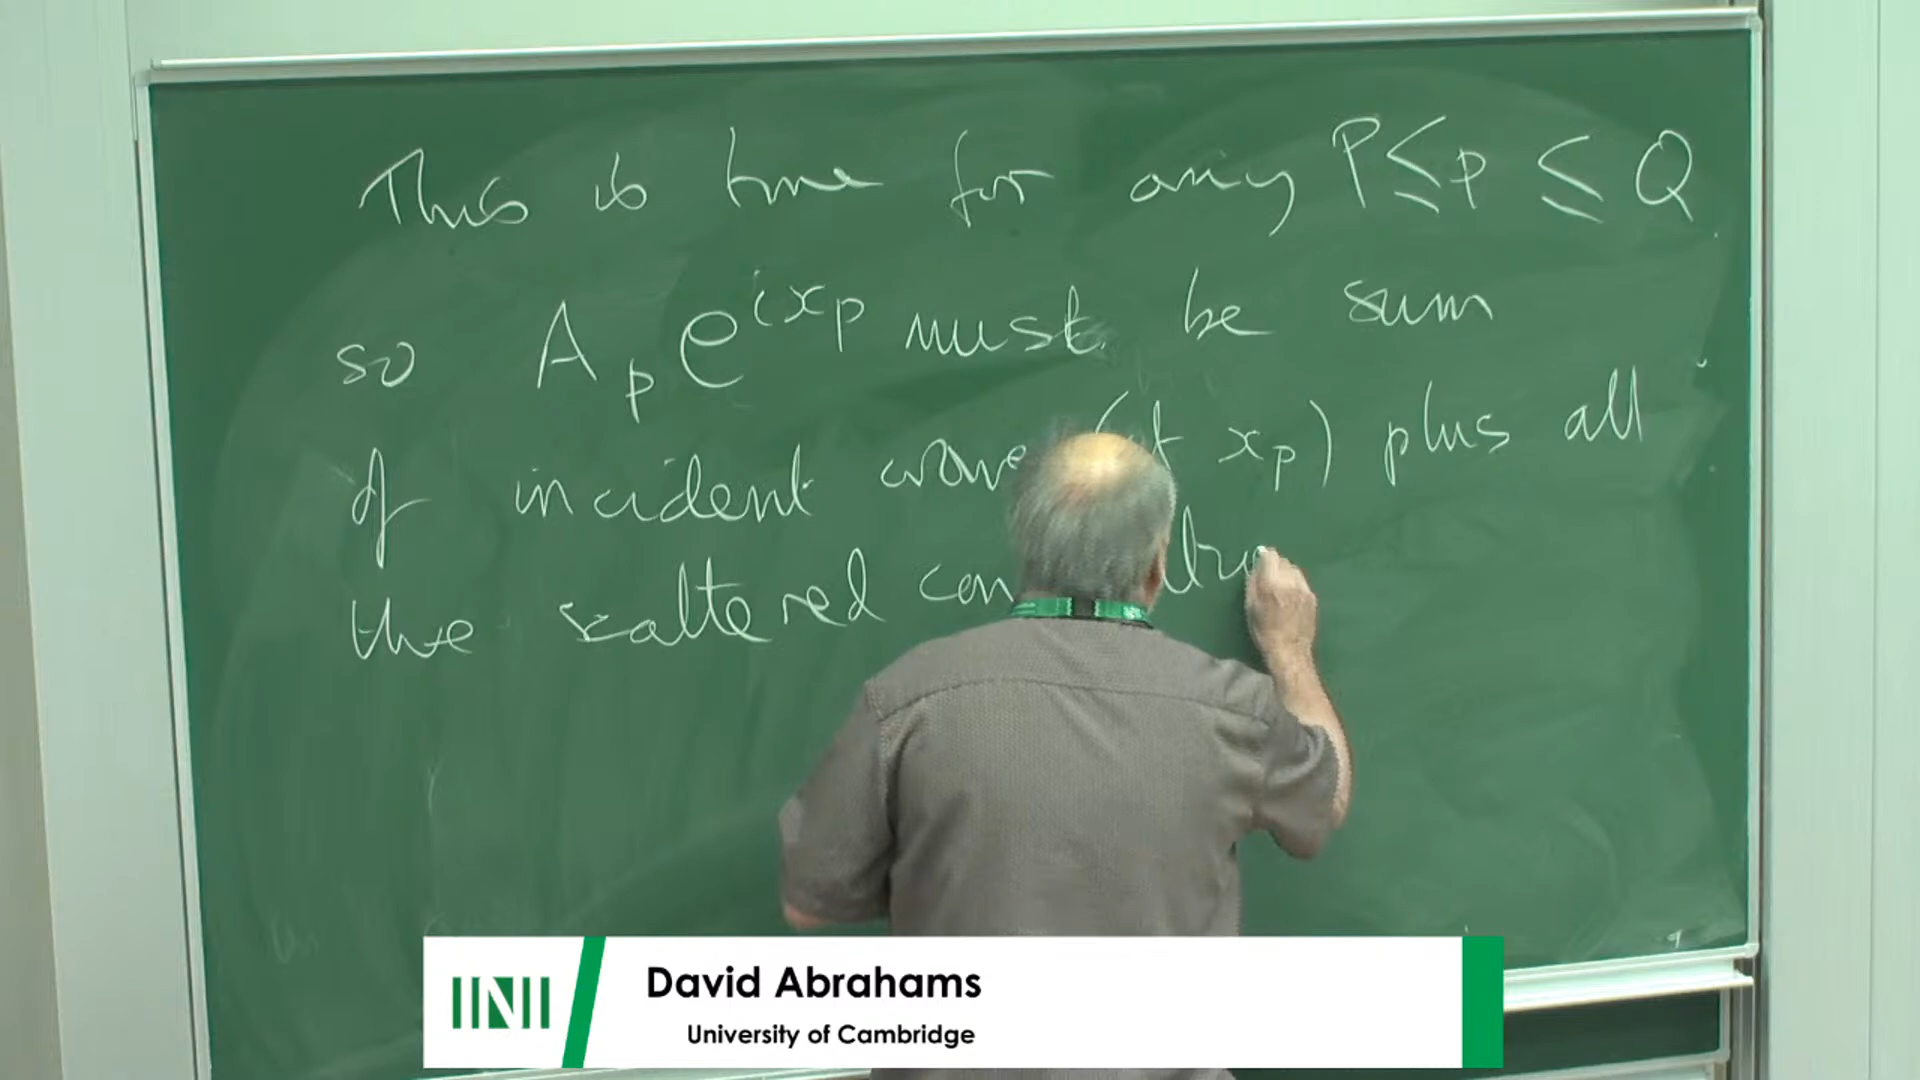 This is true for any P ≤ p ≤ Q
so A_p e^{ix_p} must be sum
of incident wave (at x_p) plus all
the scattered
INI
David Abrahams
University of Cambridge